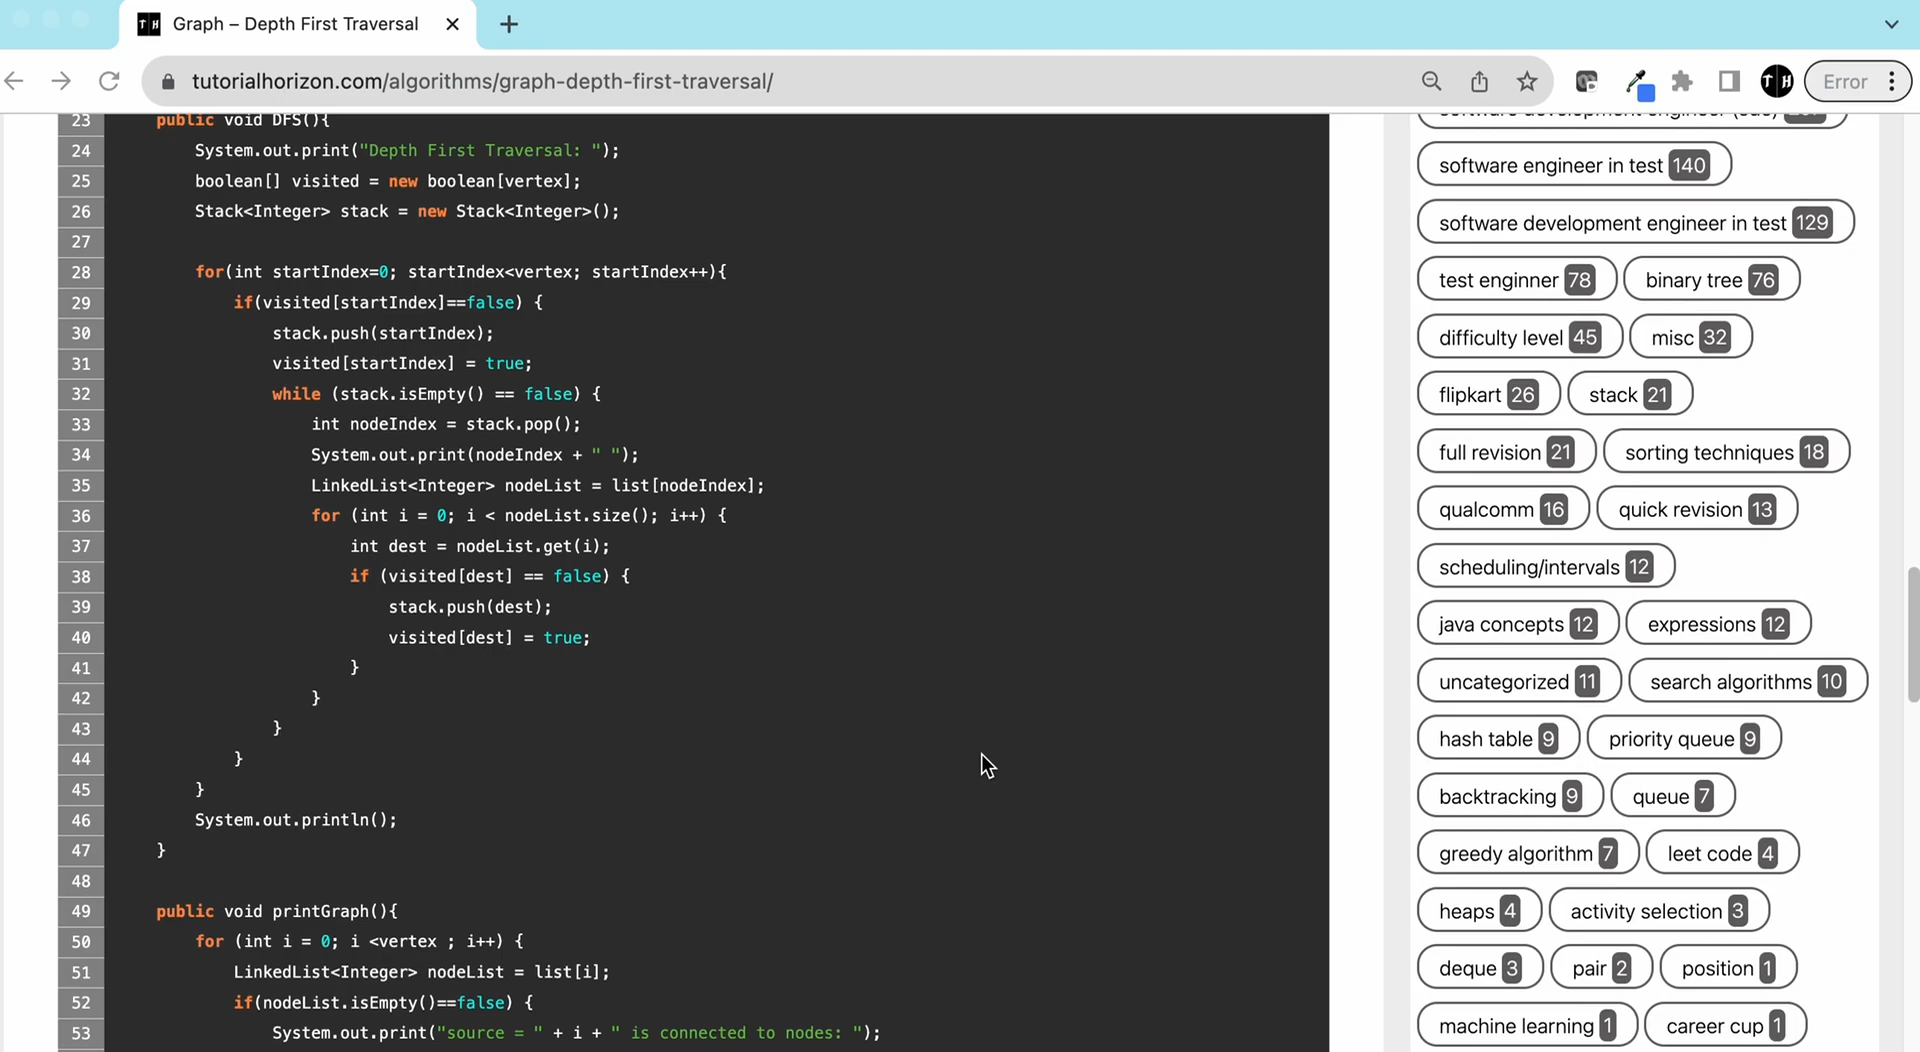 T H Graph – Depth First Traversal
tutorialhorizon.com/algorithms/graph-depth-first-traversal/
T H
Error
23 public void DFS(){
24 System.out.print("Depth First Traversal: ");
25 boolean[] visited = new boolean[vertex];
26 Stack<Integer> stack = new Stack<Integer>();
27
28 for(int startIndex=0; startIndex<vertex; startIndex++){
29 if(visited[startIndex]==false) {
30 stack.push(startIndex);
31 visited[startIndex] = true;
32 while (stack.isEmpty() == false) {
33 int nodeIndex = stack.pop();
34 System.out.print(nodeIndex + " ");
35 LinkedList<Integer> nodeList = list[nodeIndex];
36 for (int i = 0; i < nodeList.size(); i++) {
37 int dest = nodeList.get(i);
38 if (visited[dest] == false) {
39 stack.push(dest);
40 visited[dest] = true;
41 }
42 }
43 }
44 }
45 }
46 System.out.println();
47 }
48
49 public void printGraph(){
50 for (int i = 0; i <vertex ; i++) {
51 LinkedList<Integer> nodeList = list[i];
52 if(nodeList.isEmpty()==false) {
53 System.out.print("source = " + i + " is connected to nodes: ");
software development engineer
software engineer in test 140
software development engineer in test 129
test enginner 78 binary tree 76
difficulty level 45 misc 32
flipkart 26 stack 21
full revision 21 sorting techniques 18
qualcomm 16 quick revision 13
scheduling/intervals 12
java concepts 12 expressions 12
uncategorized 11 search algorithms 10
hash table 9 priority queue 9
backtracking 9 queue 7
greedy algorithm 7 leet code 4
heaps 4 activity selection 3
deque 3 pair 2 position 1
machine learning 1 career cup 1